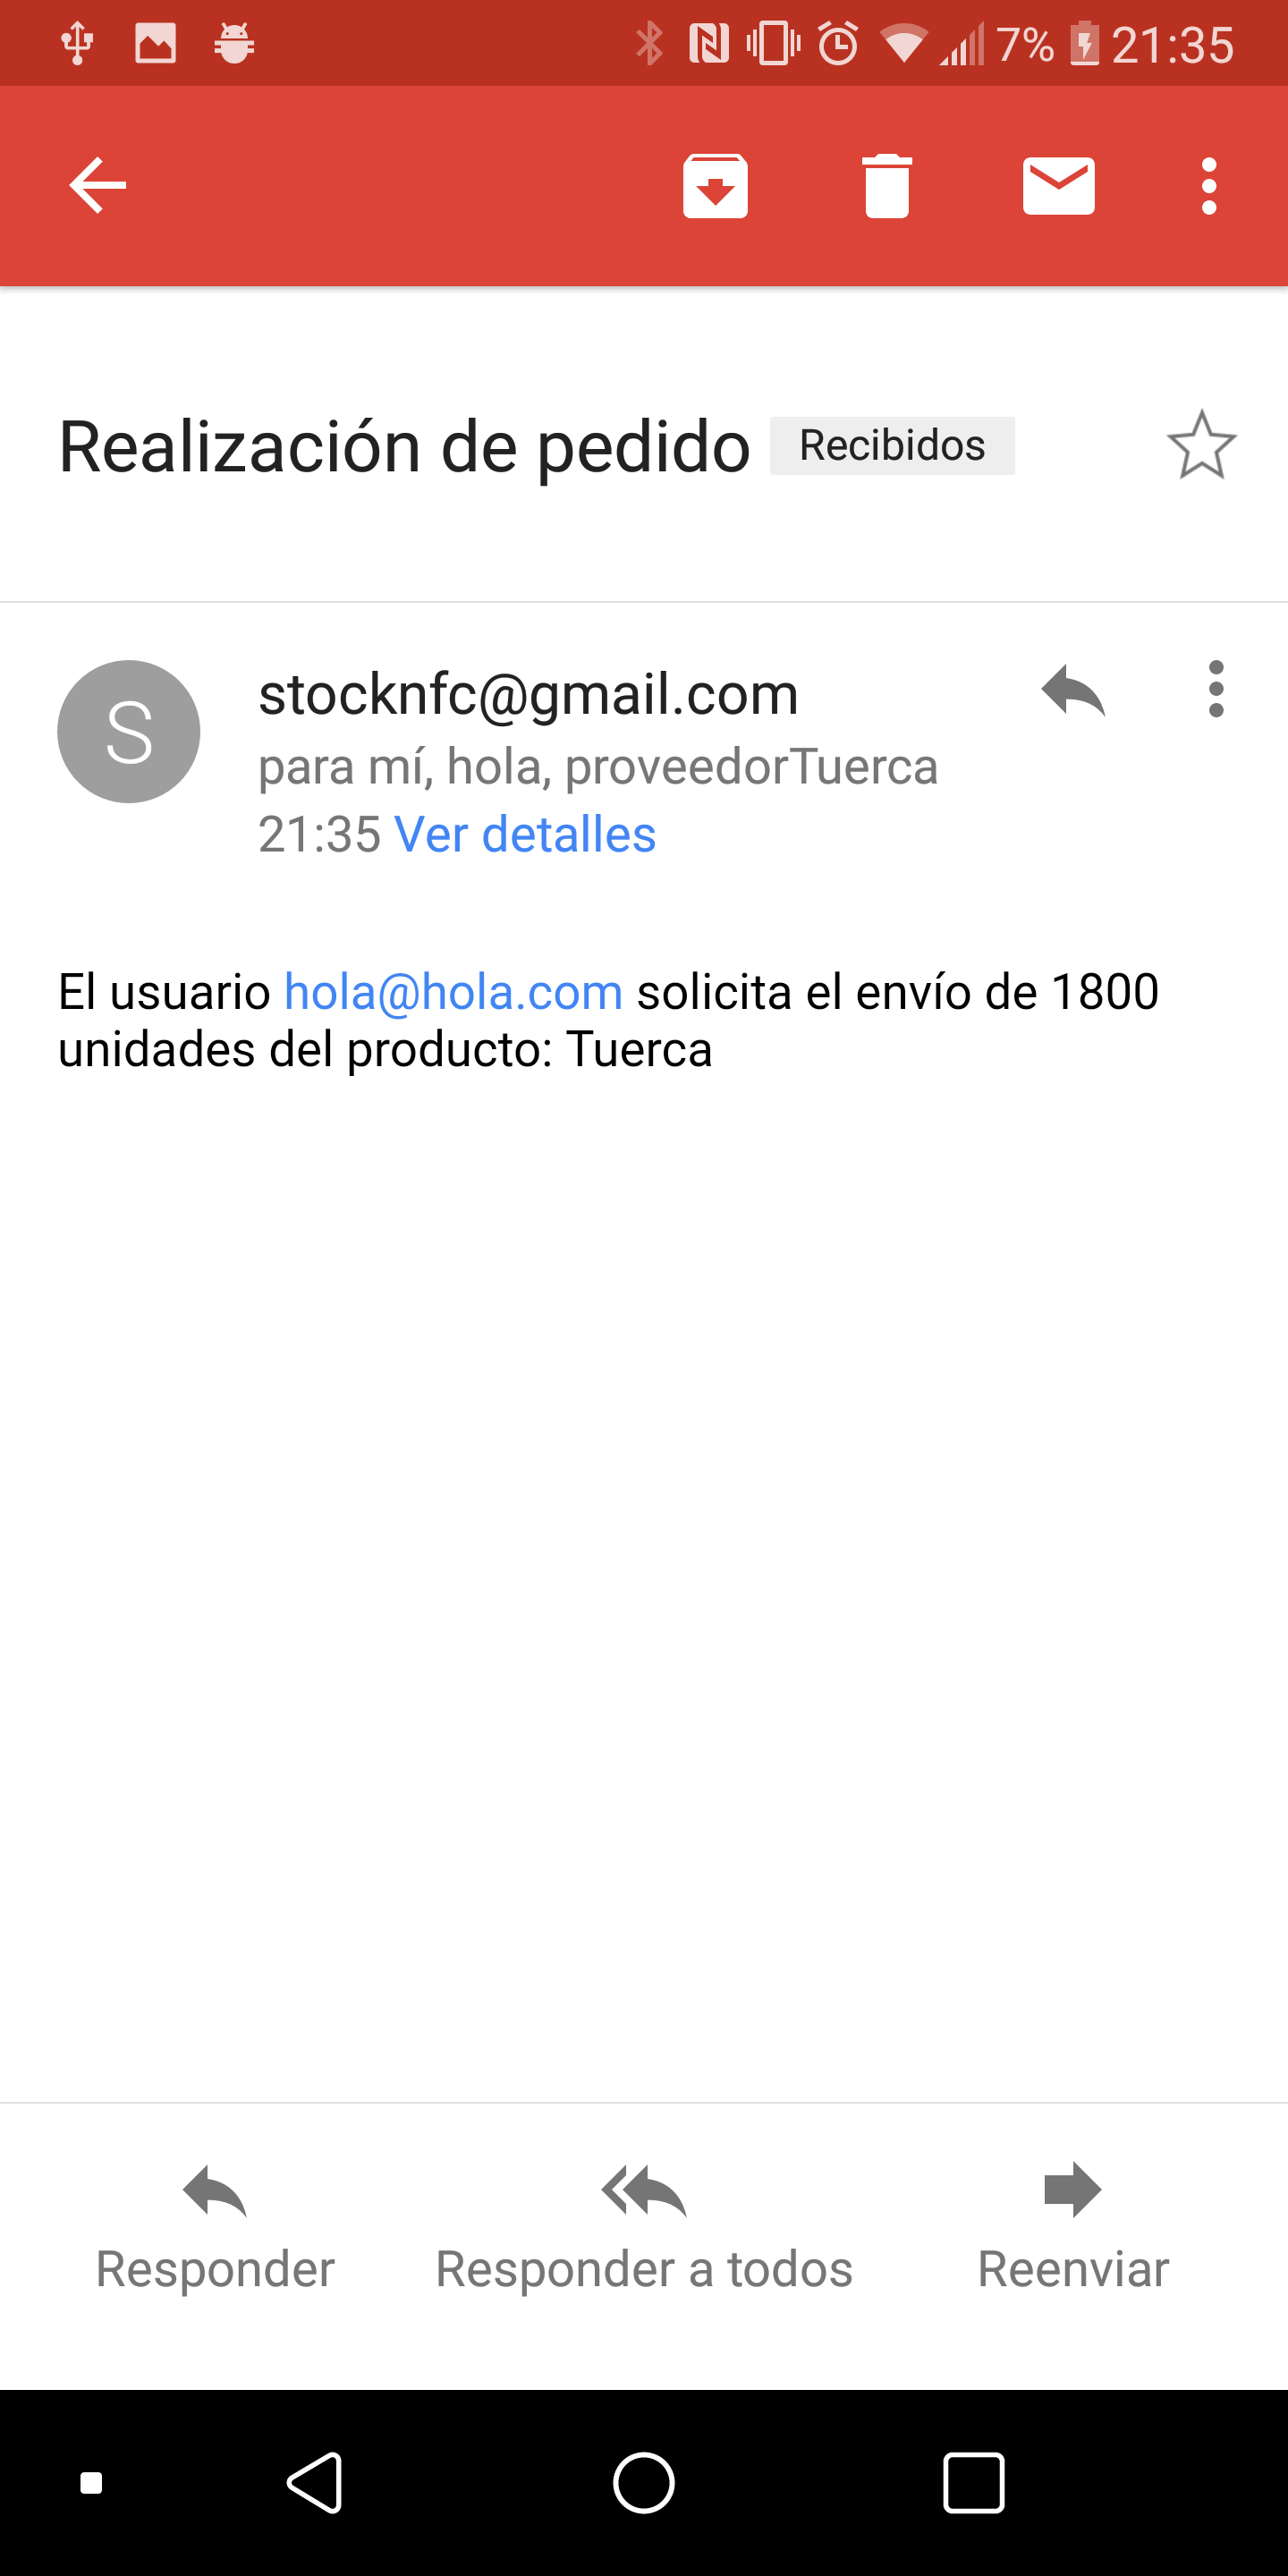 7% 21:35
Realización de pedido Recibidos
S
stocknfc@gmail.com
para mí, hola, proveedorTuerca
21:35 Ver detalles
El usuario hola@hola.com solicita el envío de 1800
unidades del producto: Tuerca
Responder Responder a todos Reenviar